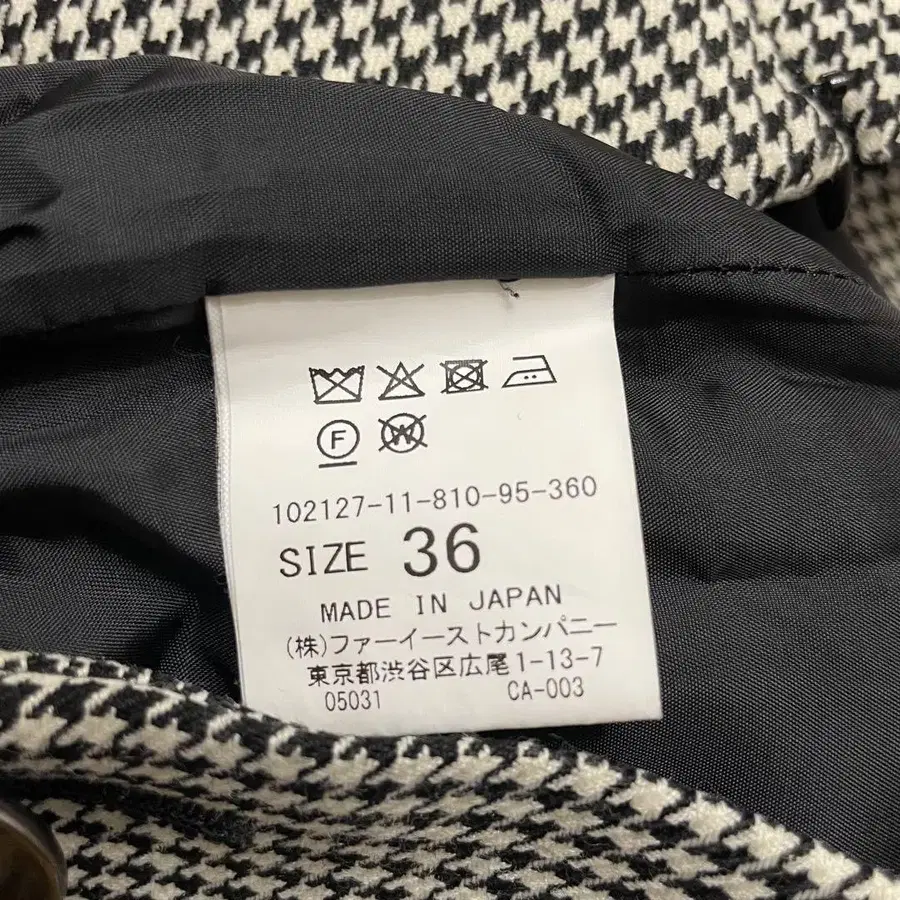 F
W
102127-11-810-95-360
SIZE 36
MADE IN JAPAN
(株)ファーイーストカンパニー
東京都渋谷区広尾1-13-7
05031 CA-003